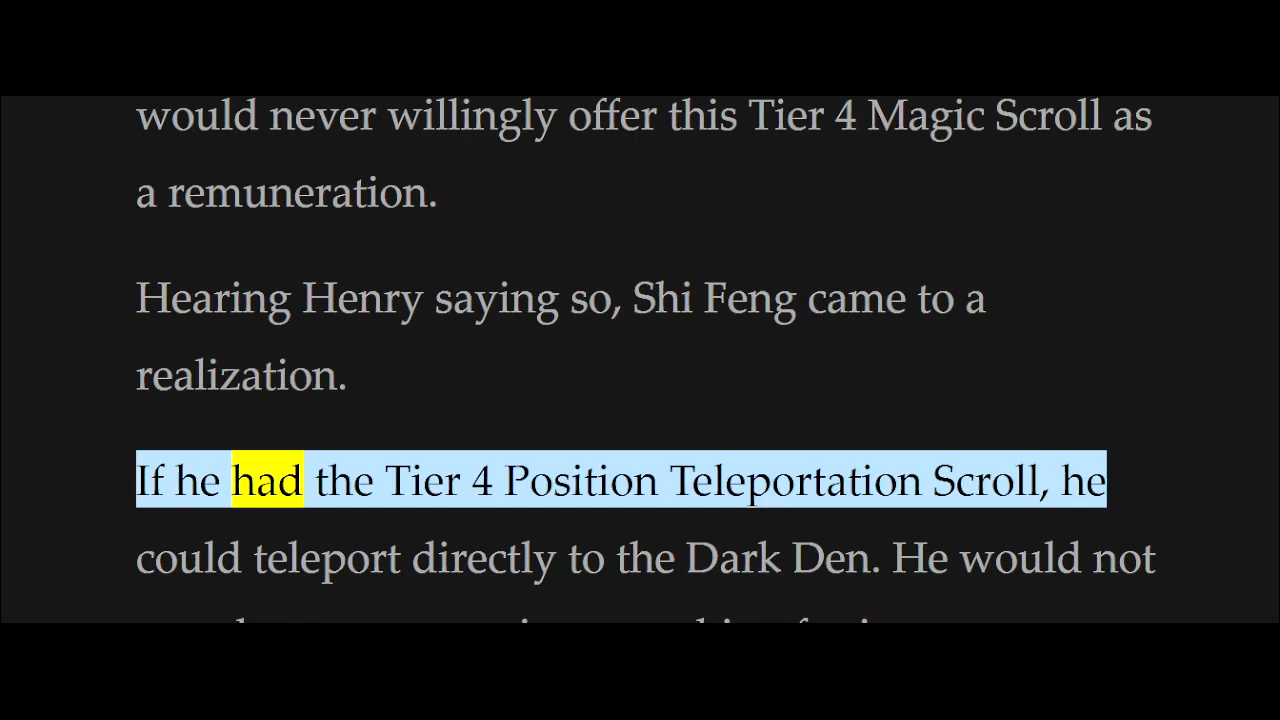 would never willingly offer this Tier 4 Magic Scroll as
a remuneration.
Hearing Henry saying so, Shi Feng came to a
realization.
If he had the Tier 4 Position Teleportation Scroll, he
could teleport directly to the Dark Den. He would not